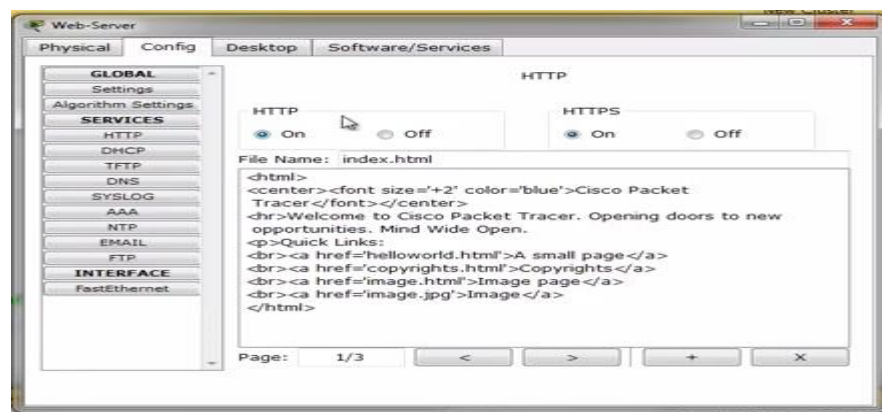 New Cluster
Web-Server
Physical Config Desktop Software/Services
GLOBAL
Settings
Algorithm Settings
SERVICES
HTTP
DHCP
TFTP
DNS
SYSLOG
AAA
NTP
EMAIL
FTP
INTERFACE
FastEthernet
HTTP
HTTP
On Off
HTTPS
On Off
File Name: index.html
<html>
<center><font size='+2' color='blue'>Cisco Packet
Tracer</font></center>
<hr>Welcome to Cisco Packet Tracer. Opening doors to new
opportunities. Mind Wide Open.
<p>Quick Links:
<br><a href='helloworld.html'>A small page</a>
<br><a href='copyrights.html'>Copyrights</a>
<br><a href='image.html'>Image page</a>
<br><a href='image.jpg'>Image</a>
</html>
Page: 1/3 < > + X